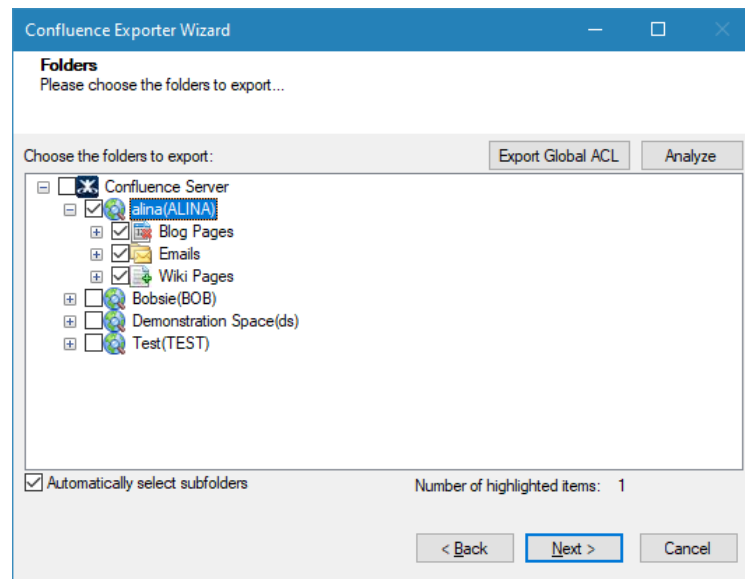 Confluence Exporter Wizard
Folders
Please choose the folders to export...
Choose the folders to export:
Export Global ACL
Analyze
Confluence Server
alina(ALINA)
Blog Pages
Emails
Wiki Pages
Bobsie(BOB)
Demonstration Space(ds)
Test(TEST)
Automatically select subfolders
Number of highlighted items: 1
< Back
Next >
Cancel